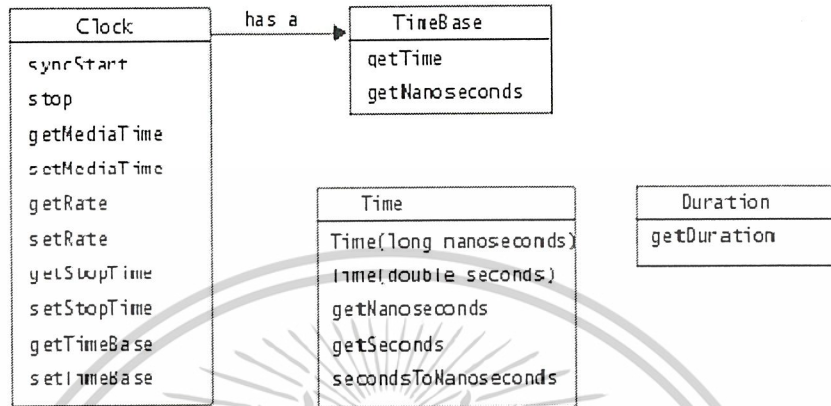 Clock
syncStart
stop
getMediaTime
setMediaTime
getRate
setRate
getStopTime
setStopTime
getTimeBase
setTimeBase
has a
TimeBase
getTime
getNanoseconds
Time
Time(long nanoseconds)
Time(double seconds)
getNanoseconds
getSeconds
secondsToNanoseconds
Duration
getDuration